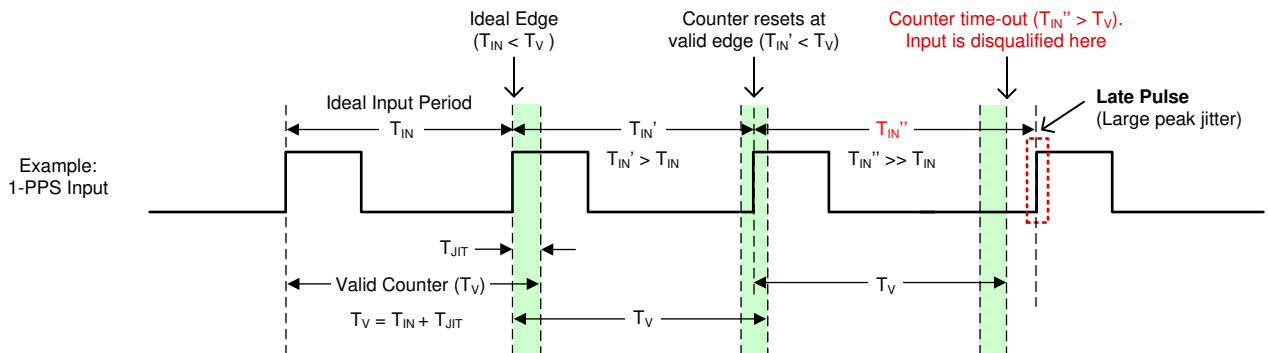 Ideal Edge
(T_IN < T_V )
Counter resets at
valid edge (T_IN' < T_V)
Counter time-out (T_IN'' > T_V).
Input is disqualified here
Ideal Input Period
T_IN
T_IN'
T_IN''
Late Pulse
(Large peak jitter)
Example:
1-PPS Input
T_IN' > T_IN
T_IN'' >> T_IN
T_JIT
Valid Counter (T_V)
T_V
T_V = T_IN + T_JIT
T_V